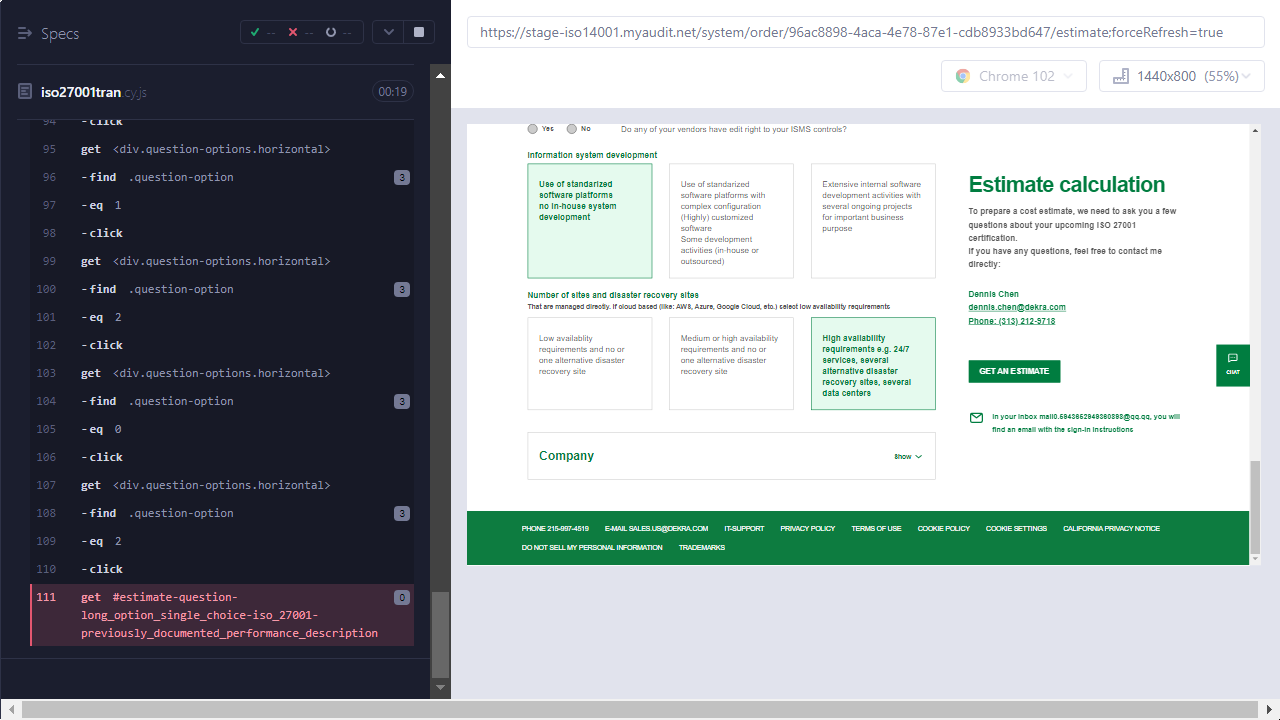 Specs
--
--
--
iso27001tran.cy.js
00:19
94 -click
95 get <div.question-options.horizontal>
96 -find .question-option 3
97 -eq 1
98 -click
99 get <div.question-options.horizontal>
100 -find .question-option 3
101 -eq 2
102 -click
103 get <div.question-options.horizontal>
104 -find .question-option 3
105 -eq 0
106 -click
107 get <div.question-options.horizontal>
108 -find .question-option 3
109 -eq 2
110 -click
111 get #estimate-question- 0
long_option_single_choice-iso_27001-
previously_documented_performance_description
https://stage-iso14001.myaudit.net/system/order/96ac8898-4aca-4e78-87e1-cdb8933bd647/estimate;forceRefresh=true
Chrome 102
1440x800 (55%)
Yes No Do any of your vendors have edit right to your ISMS controls?
Information system development
Use of standarized
software platforms
no in-house system
development
Use of standarized
software platforms with
complex configuration
(Highly) customized
software
Some development
activities (in-house or
outsourced)
Extensive internal software
development activities with
several ongoing projects
for important business
purpose
Number of sites and disaster recovery sites
That are managed directly. If cloud based (like: AWS, Azure, Google Cloud, etc.) select low availability requirements
Low availablity
requirements and no or
one alternative disaster
recovery site
Medium or high availability
requirements and no or
one alternative disaster
recovery site
High availability
requirements e.g. 24/7
services, several
alternative disaster
recovery sites, several
data centers
Company
Show
Estimate calculation
To prepare a cost estimate, we need to ask you a few
questions about your upcoming ISO 27001
certification.
If you have any questions, feel free to contact me
directly:
Dennis Chen
dennis.chen@dekra.com
Phone: (313) 212-9718
GET AN ESTIMATE
In your inbox you will
find an email with the sign-in instructions
CHAT
PHONE 215-997-4519 E-MAIL SALES.US@DEKRA.COM IT-SUPPORT PRIVACY POLICY TERMS OF USE COOKIE POLICY COOKIE SETTINGS CALIFORNIA PRIVACY NOTICE
DO NOT SELL MY PERSONAL INFORMATION TRADEMARKS